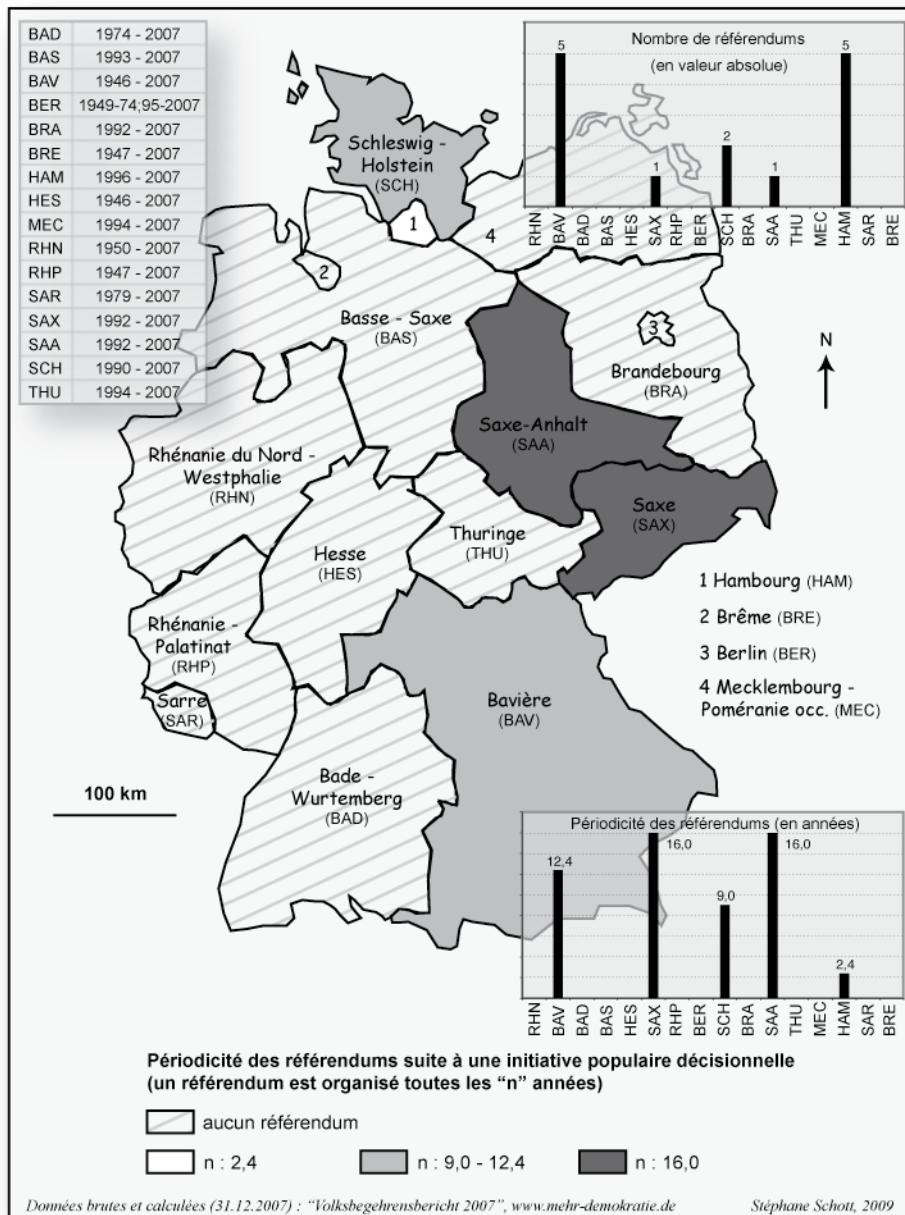 BAD 1974 - 2007
BAS 1993 - 2007
BAV 1946 - 2007
BER 1949-74;95-2007
BRA 1992 - 2007
BRE 1947 - 2007
HAM 1996 - 2007
HES 1946 - 2007
MEC 1994 - 2007
RHN 1950 - 2007
RHP 1947 - 2007
SAR 1979 - 2007
SAX 1992 - 2007
SAA 1992 - 2007
SCH 1990 - 2007
THU 1994 - 2007
Nombre de référendums
(en valeur absolue)
5
1
2
1
5
RHN
BAV
BAD
BAS
HES
SAX
RHP
BER
SCH
BRA
SAA
THU
MEC
HAM
SAR
BRE
Schleswig -
Holstein
(SCH)
1
4
2
Basse - Saxe
(BAS)
3
Brandebourg
(BRA)
N
Saxe-Anhalt
(SAA)
Rhénanie du Nord -
Westphalie
(RHN)
Saxe
(SAX)
Thuringe
(THU)
Hesse
(HES)
Rhénanie -
Palatinat
(RHP)
Sarre
(SAR)
Bavière
(BAV)
Bade -
Wurtemberg
(BAD)
1 Hambourg (HAM)
2 Brême (BRE)
3 Berlin (BER)
4 Mecklembourg -
Poméranie occ. (MEC)
100 km
Périodicité des référendums (en années)
12,4
16,0
9,0
16,0
2,4
RHN
BAV
BAD
BAS
HES
SAX
RHP
BER
SCH
BRA
SAA
THU
MEC
HAM
SAR
BRE
Périodicité des référendums suite à une initiative populaire décisionnelle
(un référendum est organisé toutes les “n” années)
aucun référendum
n : 2,4
n : 9,0 - 12,4
n : 16,0
Données brutes et calculées (31.12.2007) : “Volksbegehrensbericht 2007”, www.mehr-demokratie.de
Stéphane Schott, 2009